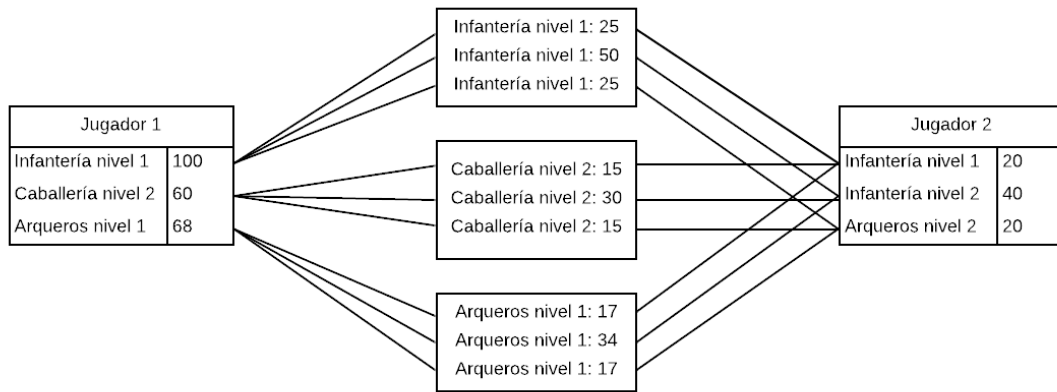 Jugador 1
Infantería nivel 1 100
Caballería nivel 2 60
Arqueros nivel 1 68
Infantería nivel 1: 25
Infantería nivel 1: 50
Infantería nivel 1: 25
Caballería nivel 2: 15
Caballería nivel 2: 30
Caballería nivel 2: 15
Arqueros nivel 1: 17
Arqueros nivel 1: 34
Arqueros nivel 1: 17
Jugador 2
Infantería nivel 1 20
Infantería nivel 2 40
Arqueros nivel 2 20